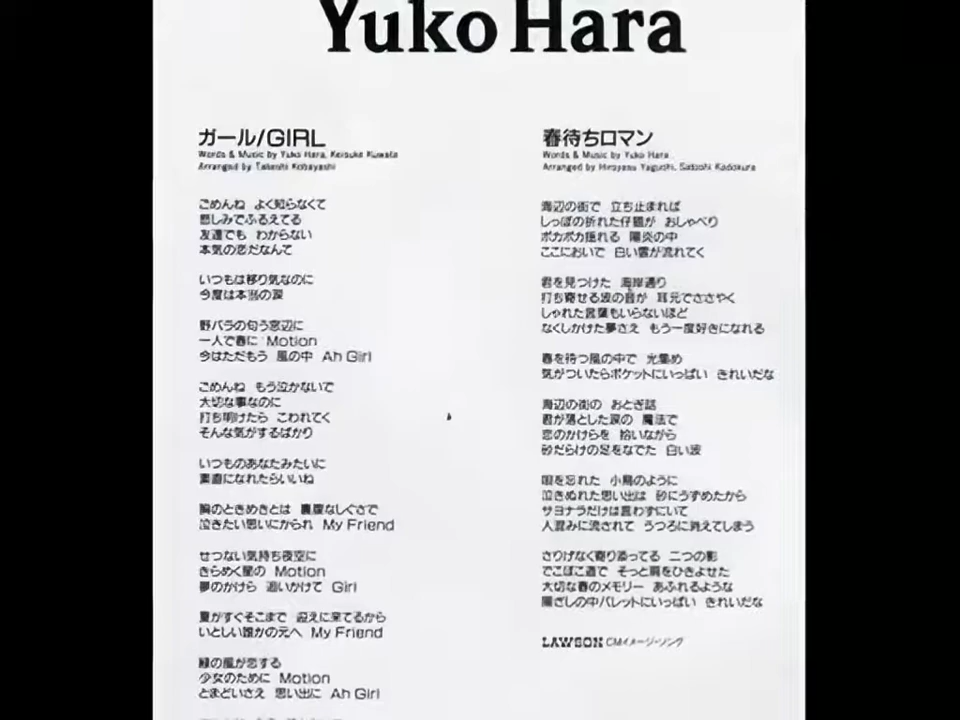 Yuko Hara
ガール/GIRL
Words & Music by Yuko Hara, Keisuke Kuwata
Arranged by Takeshi Kobayashi
ごめんね よく知らなくて
悲しみでふるえてる
友達でも わからない
本気の恋だなんて
いつもは移り気なのに
今度は本当の涙
野バラの匂う窓辺に
一人で春に Motion
今はただもう 風の中 Ah Girl
ごめんね もう泣かないで
大切な事なのに
打ち明けたら こわれてく
そんな気がするばかり
いつものあなたみたいに
素直になれたらいいね
胸のときめきとは 裏腹なしぐさで
泣きたい思いにかられ My Friend
せつない気持ち夜空に
きらめく星の Motion
夢のかけら 追いかけて Girl
夏がすぐそこまで 迎えに来てるから
いとしい誰かの元へ My Friend
緑の風が恋する
少女のために Motion
とまどいさえ 思い出に Ah Girl
春待ちロマン
Words & Music by Yuko Hara
Arranged by Hiroyasu Yaguchi, Satoshi Kadokura
海辺の街で 立ち止まれば
しっぽの折れた仔猫が おしゃべり
ポカポカ揺れる 陽炎の中
ここにおいで 白い雲が流れてく
君を見つけた 海岸通り
打ち寄せる波の音が 耳元でささやく
しゃれた言葉もいらないほど
なくしかけた夢さえ もう一度好きになれる
春を待つ風の中で 光集め
気がついたらポケットにいっぱい きれいだな
海辺の街の おとぎ話
君が落とした涙の 魔法で
恋のかけらを 拾いながら
砂だらけの足をなでた 白い波
唄を忘れた 小鳥のように
泣きぬれた思い出は 砂にうずめたから
サヨナラだけは言わずにいて
人混みに流されて うつろに消えてしまう
さりげなく寄り添ってる 二つの影
でこぼこ道で そっと肩をひきよせた
大切な春のメモリー あふれるような
陽ざしの中パレットにいっぱい きれいだな
LAWSON CMイメージ・ソング